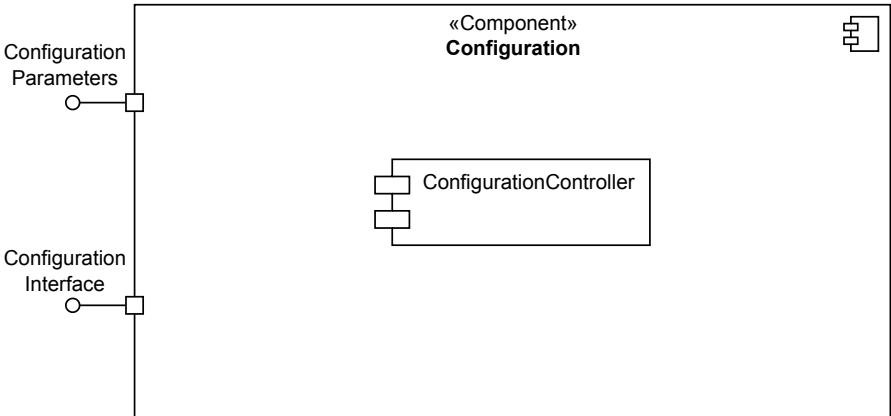 «Component»
Configuration
Configuration
Parameters
ConfigurationController
Configuration
Interface